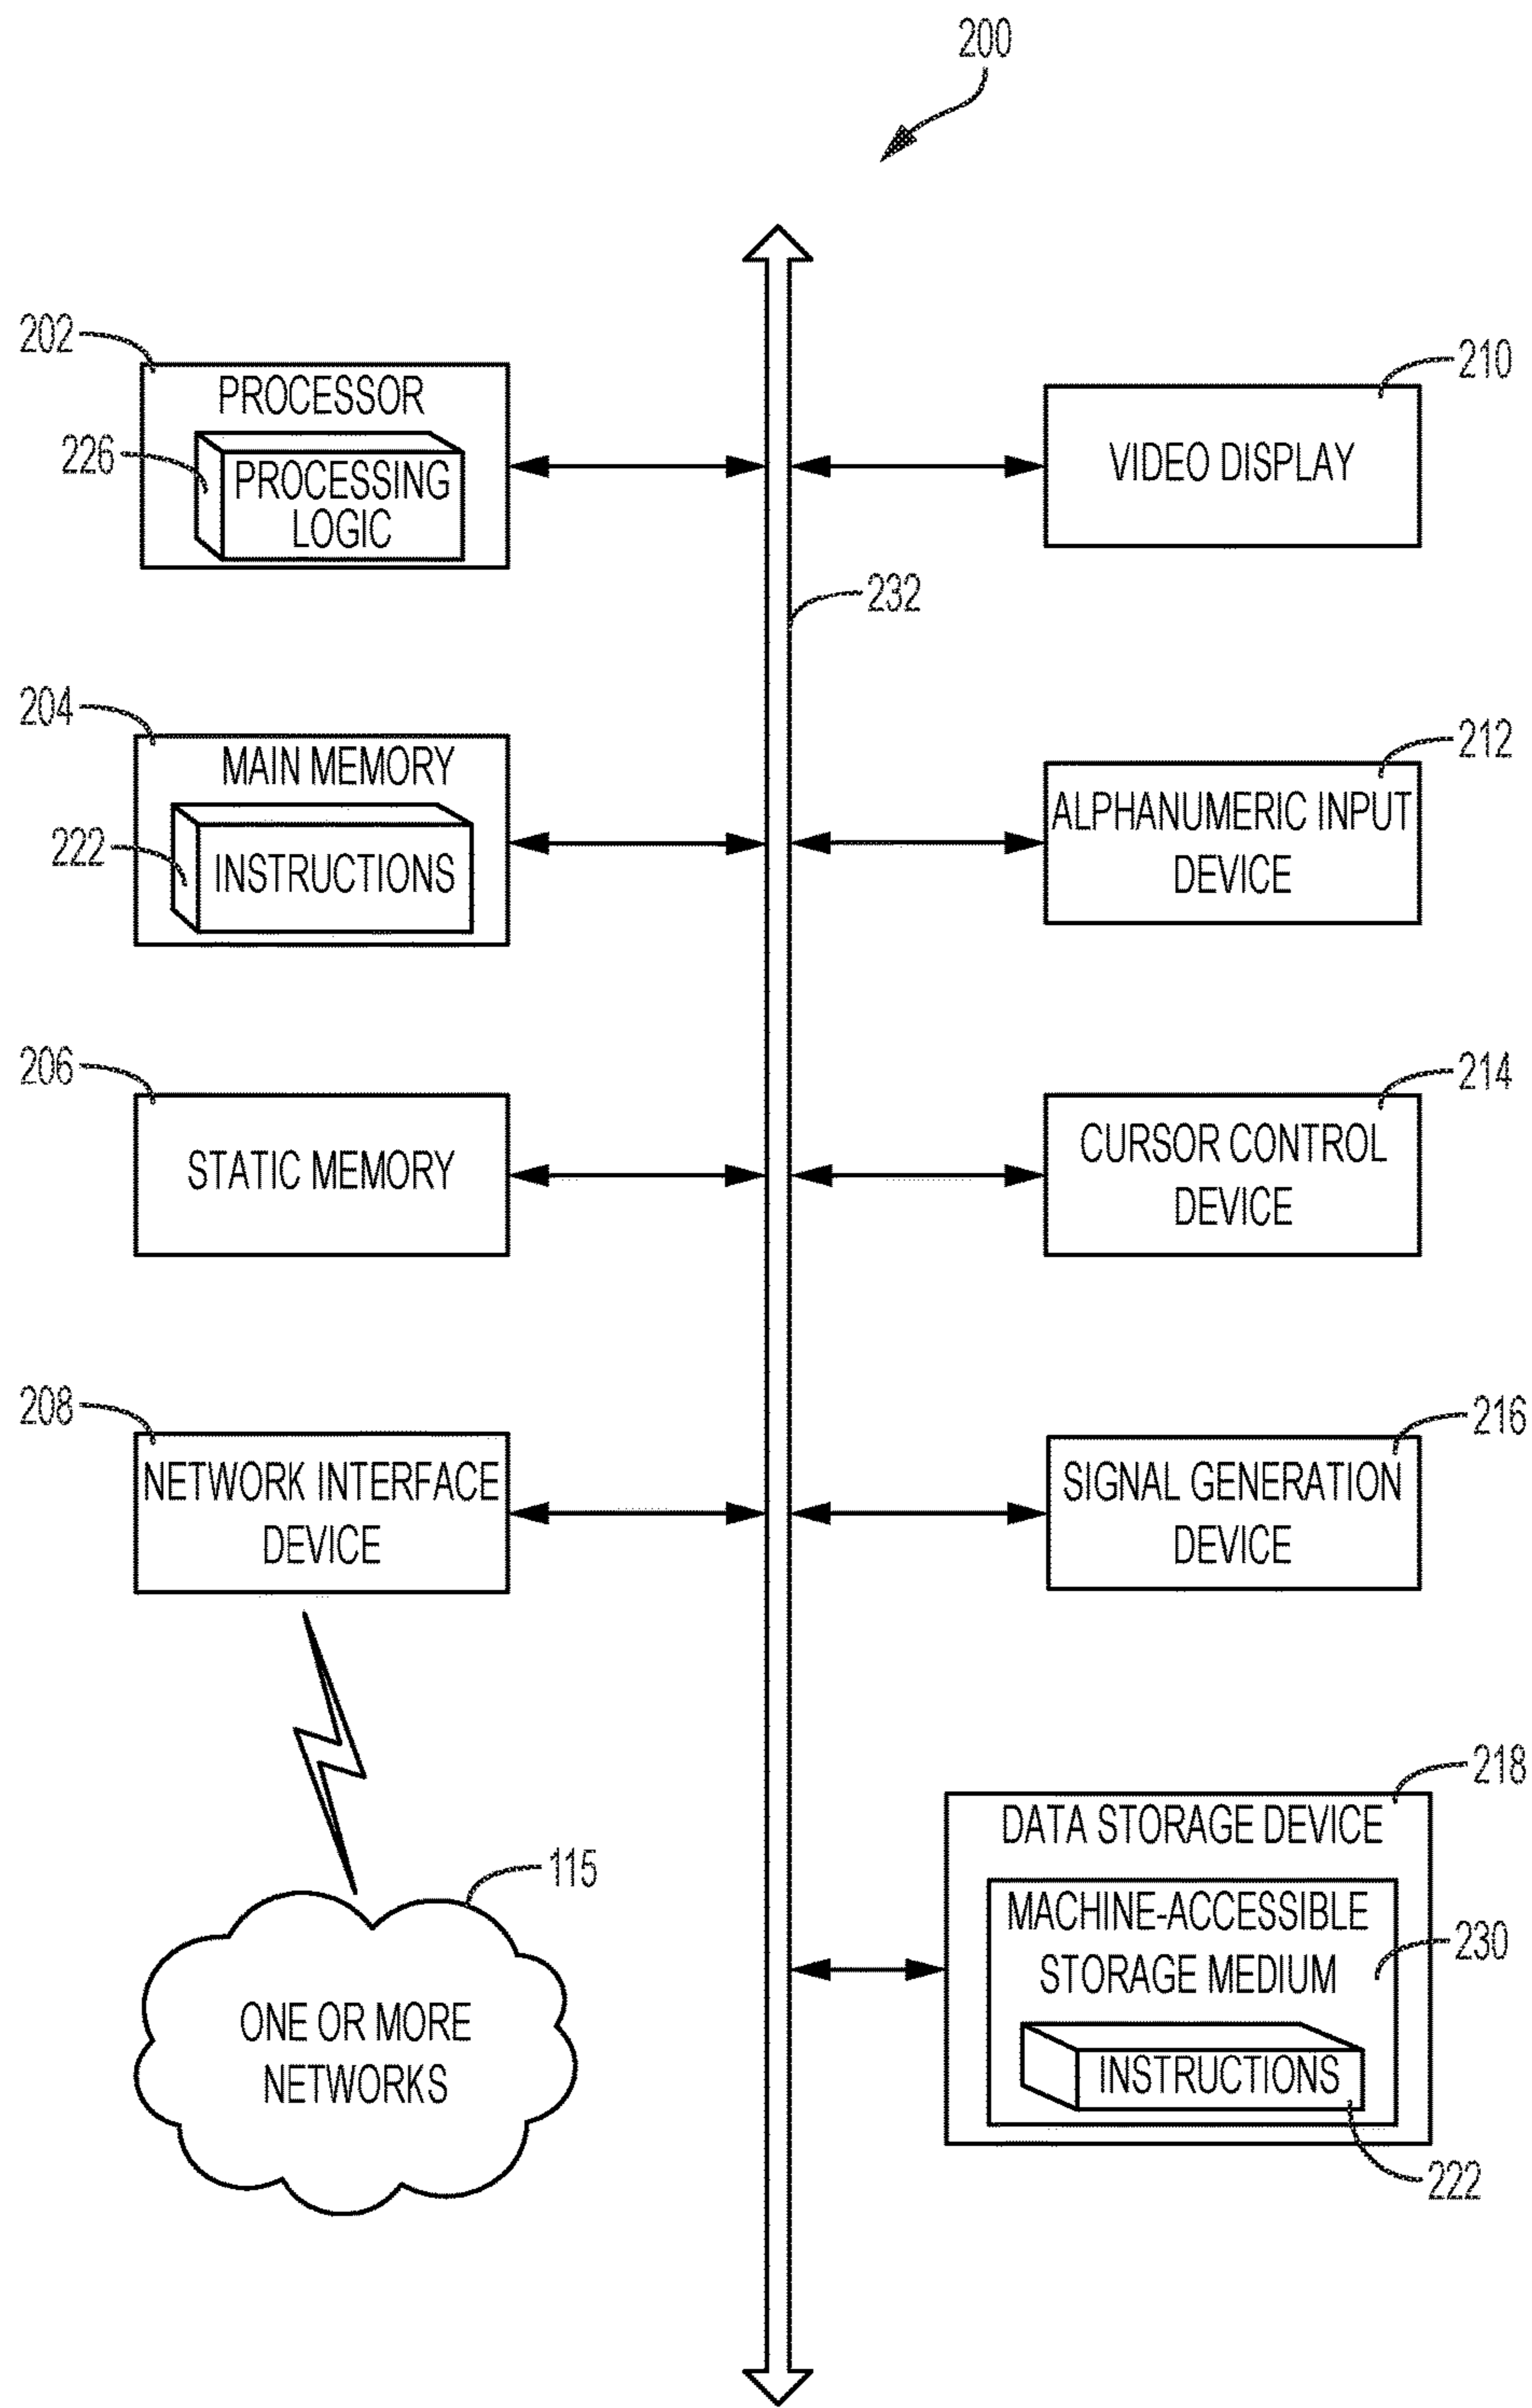 200
202
PROCESSOR
226
PROCESSING
LOGIC
210
VIDEO DISPLAY
232
204
MAIN MEMORY
222
INSTRUCTIONS
212
ALPHANUMERIC INPUT
DEVICE
206
STATIC MEMORY
214
CURSOR CONTROL
DEVICE
208
NETWORK INTERFACE
DEVICE
216
SIGNAL GENERATION
DEVICE
115
ONE OR MORE
NETWORKS
218
DATA STORAGE DEVICE
MACHINE-ACCESSIBLE
STORAGE MEDIUM
230
INSTRUCTIONS
222